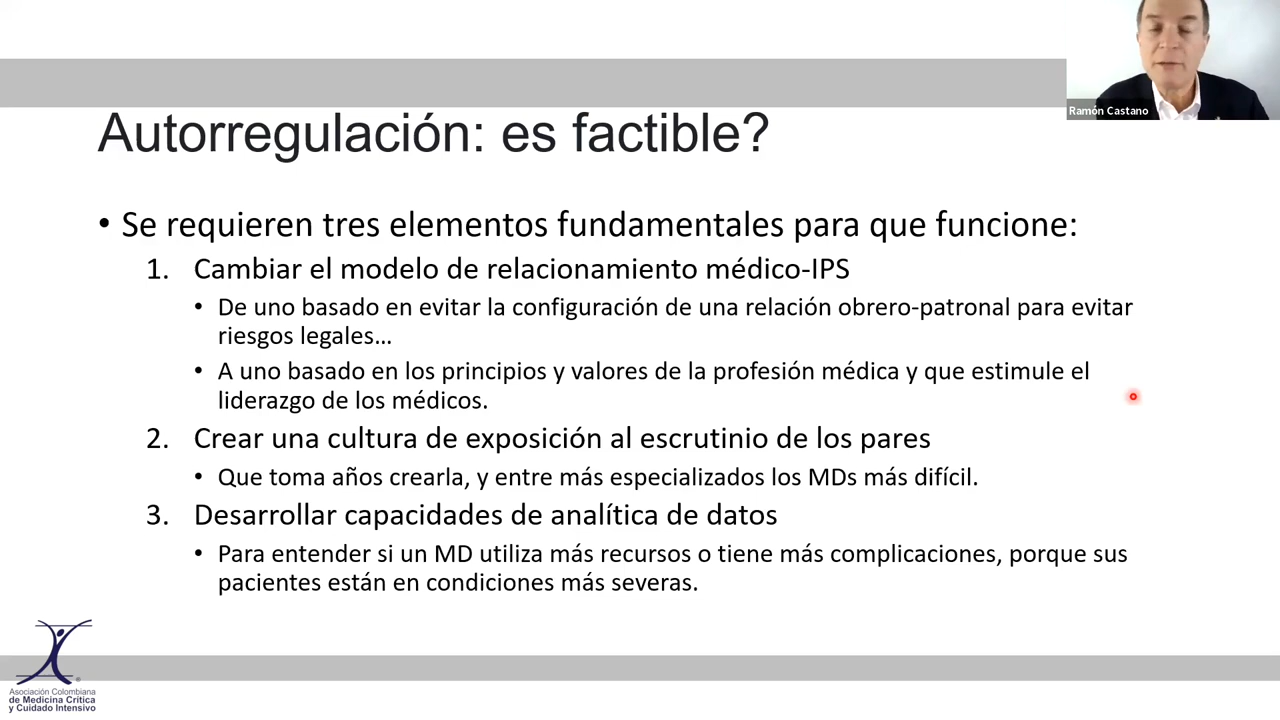 Ramón Castano
Autorregulación: es factible?
• Se requieren tres elementos fundamentales para que funcione:
1. Cambiar el modelo de relacionamiento médico-IPS
• De uno basado en evitar la configuración de una relación obrero-patronal para evitar
riesgos legales…
• A uno basado en los principios y valores de la profesión médica y que estimule el
liderazgo de los médicos.
2. Crear una cultura de exposición al escrutinio de los pares
• Que toma años crearla, y entre más especializados los MDs más difícil.
3. Desarrollar capacidades de analítica de datos
• Para entender si un MD utiliza más recursos o tiene más complicaciones, porque sus
pacientes están en condiciones más severas.
Asociación Colombiana
de Medicina Crítica
y Cuidado Intensivo